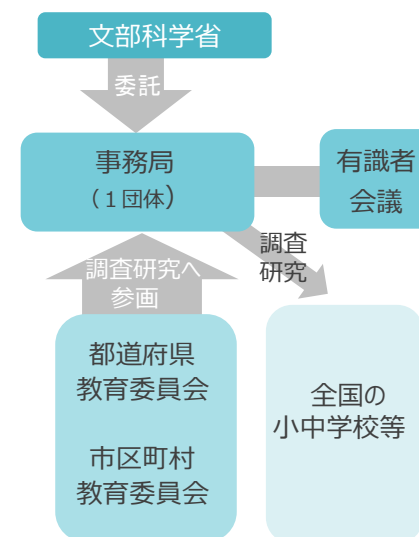 文部科学省
委託
事務局
（１団体）
有識者
会議
調査
研究
調査研究へ
参画
都道府県
教育委員会
市区町村
教育委員会
全国の
小中学校等